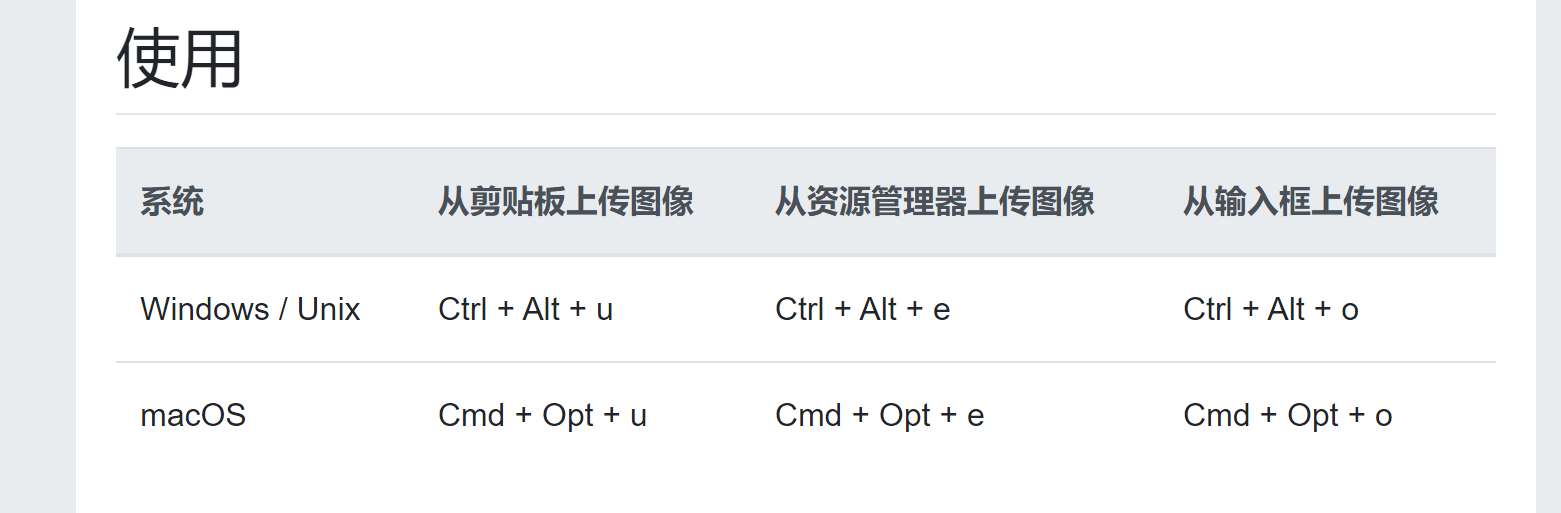 使用
系统 从剪贴板上传图像 从资源管理器上传图像 从输入框上传图像
Windows / Unix Ctrl + Alt + u Ctrl + Alt + e Ctrl + Alt + o
macOS Cmd + Opt + u Cmd + Opt + e Cmd + Opt + o